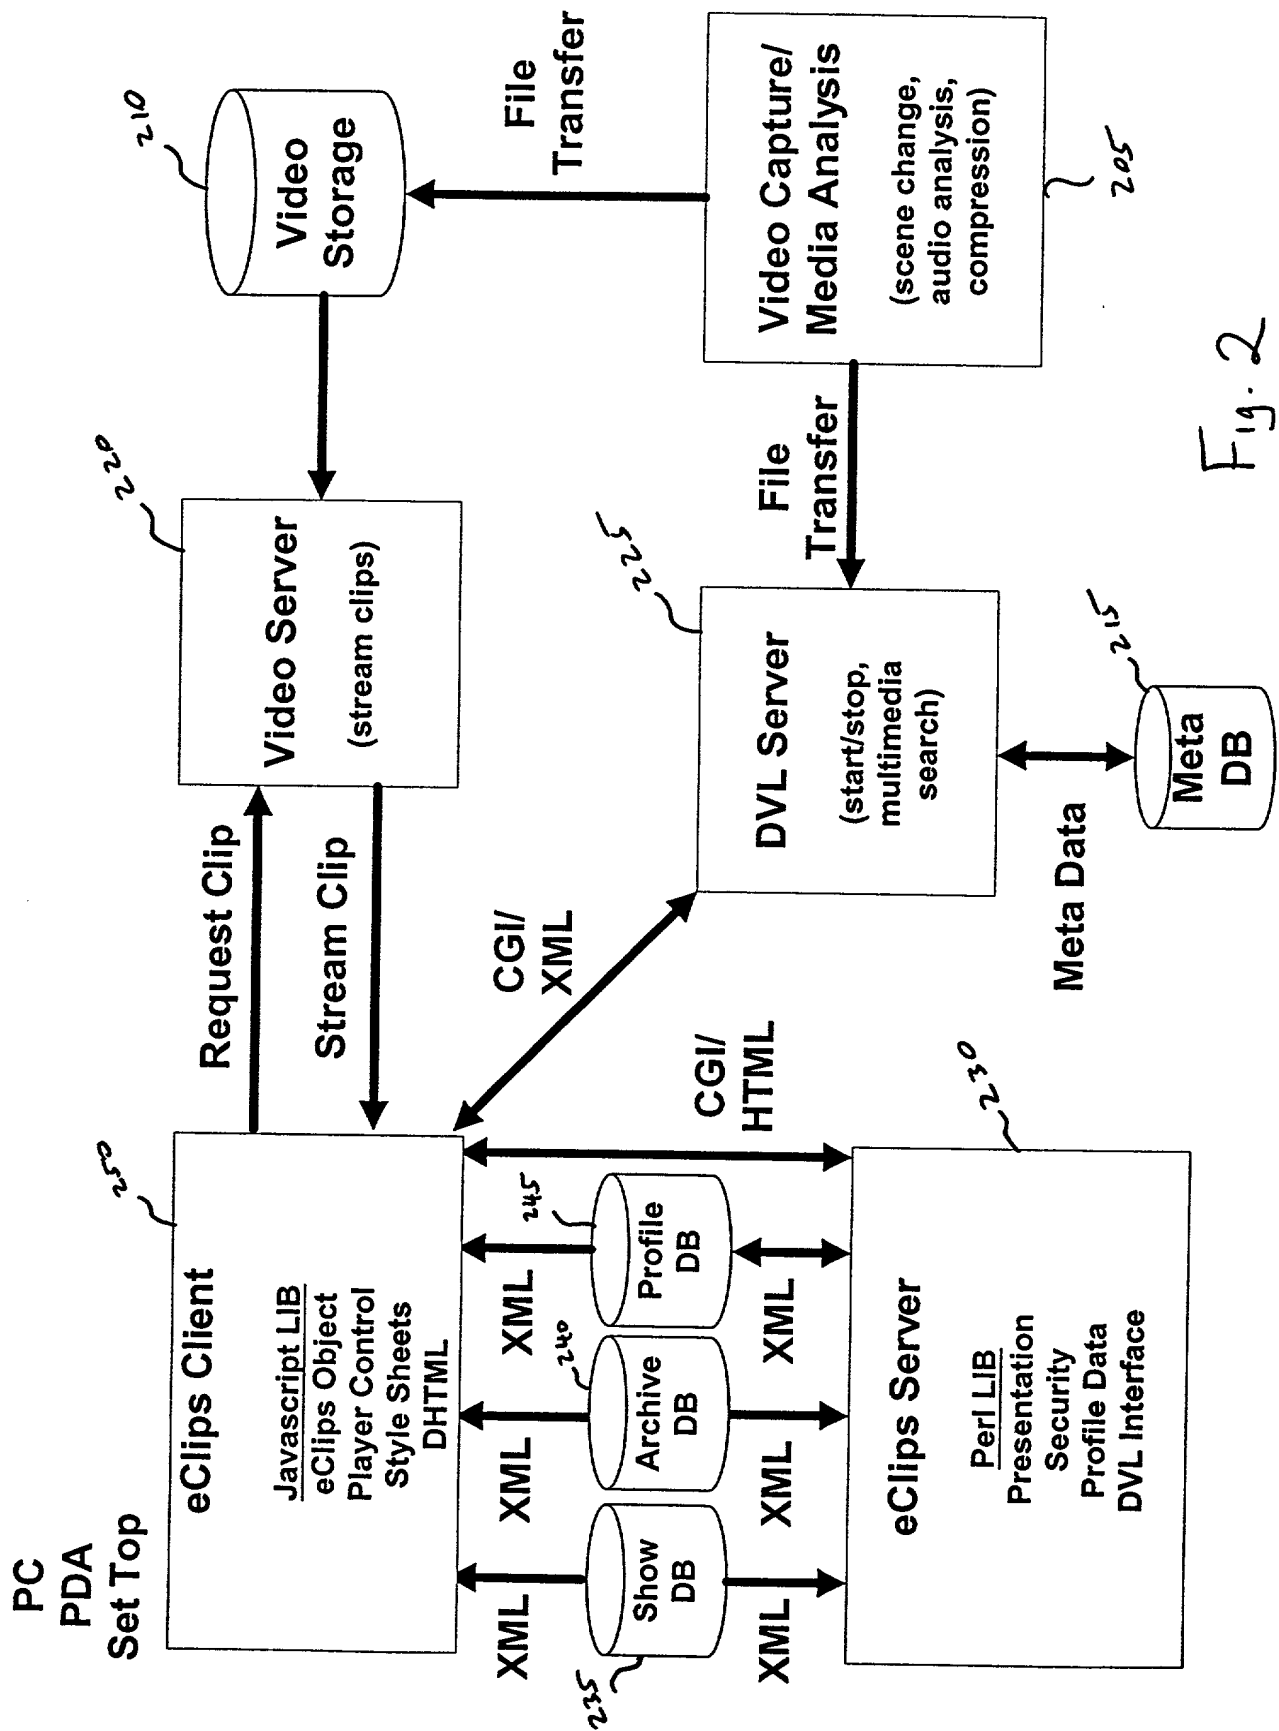 PC
PDA
Set Top
250
eClips Client
Javascript LIB
eClips Object
Player Control
Style Sheets
DHTML
Request Clip
Stream Clip
220
Video Server
(stream clips)
210
Video
Storage
File
Transfer
CGI/
XML
XML
XML
XML
235
Show
DB
240
Archive
DB
245
Profile
DB
XML
XML
XML
CGI/
HTML
225
DVL Server
(start/stop,
multimedia
search)
File
Transfer
Video Capture/
Media Analysis
(scene change,
audio analysis,
compression)
205
230
eClips Server
Perl LIB
Presentation
Security
Profile Data
DVL Interface
Meta Data
215
Meta
DB
Fig. 2